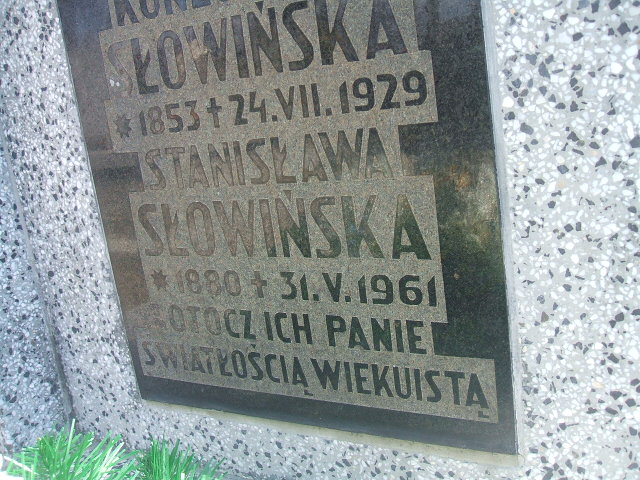 SŁOWIŃSKA
* 1853 † 24.VII.1929
STANISŁAWA
SŁOWIŃSKA
* 1880 † 31.V.1961
OTOCZ ICH PANIE
ŚWIATŁOŚCIĄ WIEKUISTĄ